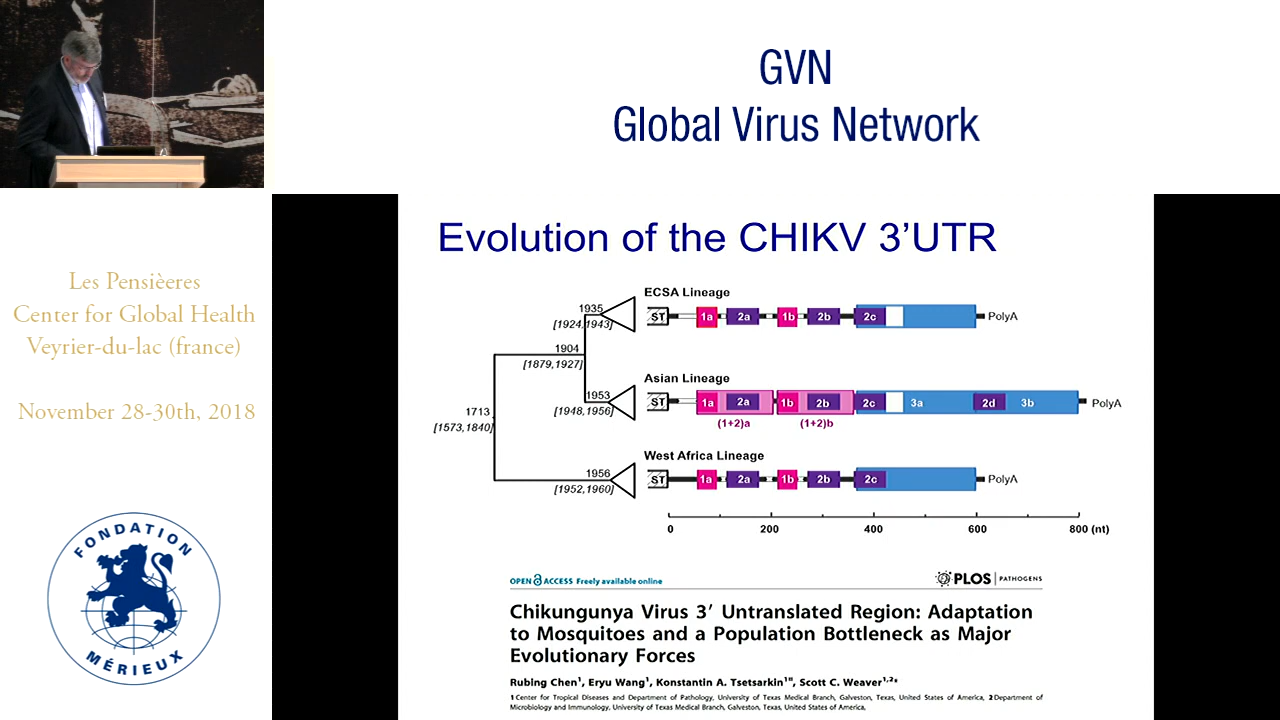 GVN
Global Virus Network
Les Pensièeres
Center for Global Health
Veyrier-du-lac (france)
November 28-30th, 2018
FONDATION
MÉRIEUX
Evolution of the CHIKV 3’UTR
ECSA Lineage
1935
[1924,1943]
ST 1a 2a 1b 2b 2c PolyA
1904
[1879,1927]
Asian Lineage
1953
[1948,1956]
ST 1a 2a 1b 2b 2c 3a 2d 3b PolyA
(1+2)a (1+2)b
1713
[1573,1840]
West Africa Lineage
1956
[1952,1960]
ST 1a 2a 1b 2b 2c PolyA
0 200 400 600 800 (nt)
OPEN ACCESS Freely available online
PLOS | PATHOGENS
Chikungunya Virus 3′ Untranslated Region: Adaptation
to Mosquitoes and a Population Bottleneck as Major
Evolutionary Forces
Rubing Chen¹, Eryu Wang¹, Konstantin A. Tsetsarkin¹¤, Scott C. Weaver¹,²*
1 Center for Tropical Diseases and Department of Pathology, University of Texas Medical Branch, Galveston, Texas, United States of America, 2 Department of
Microbiology and Immunology, University of Texas Medical Branch, Galveston, Texas, United States of America,